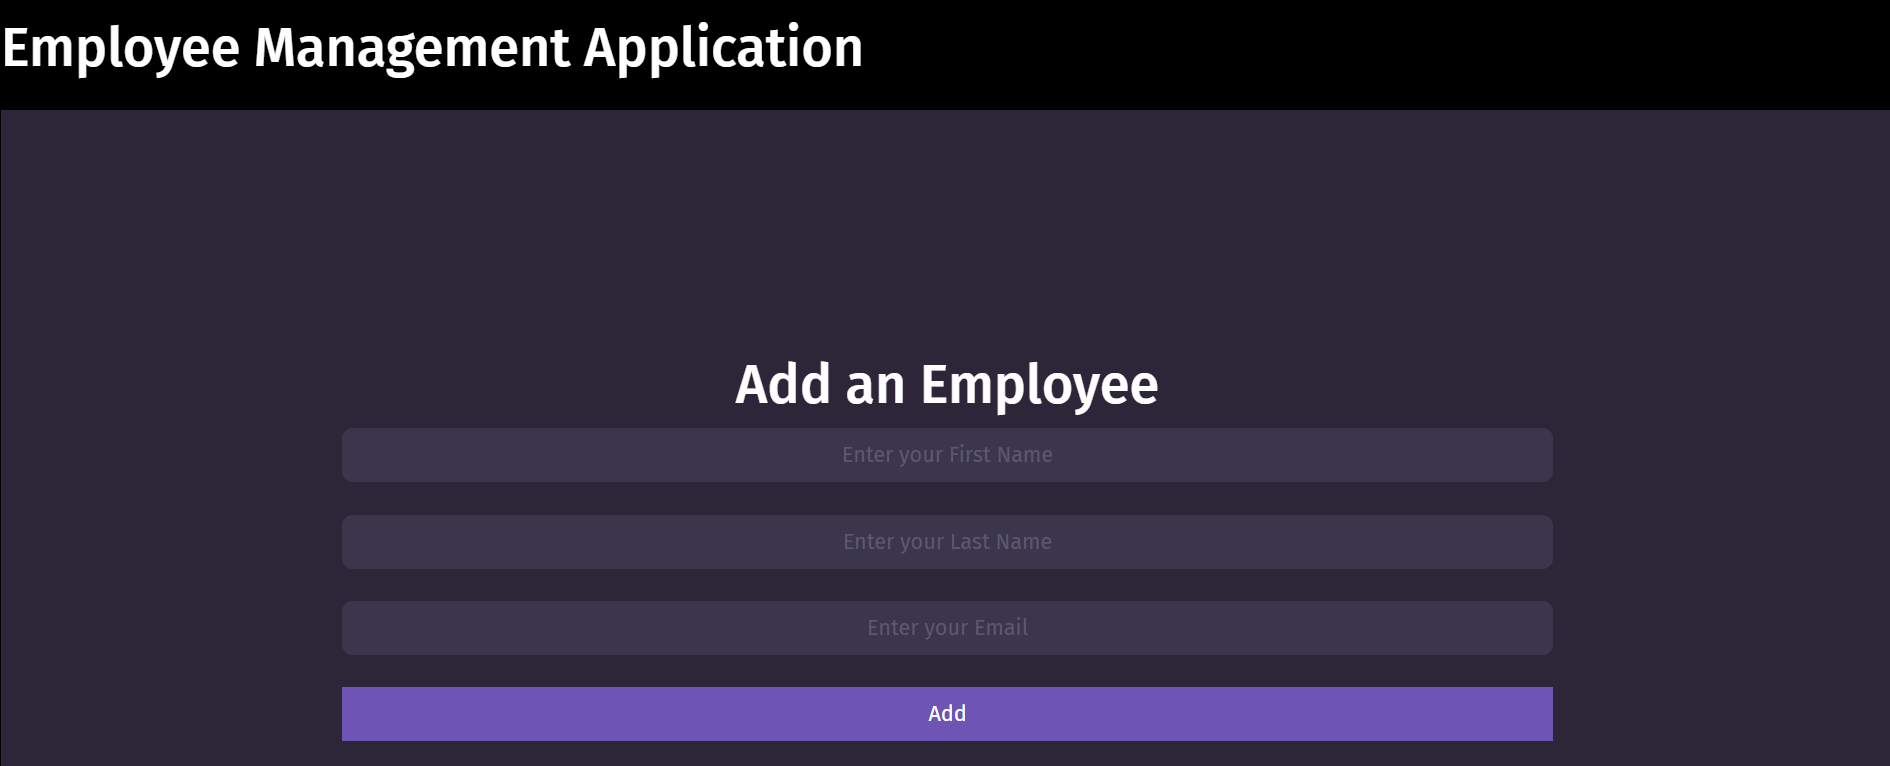 Employee Management Application
Add an Employee
Enter your First Name
Enter your Last Name
Enter your Email
Add